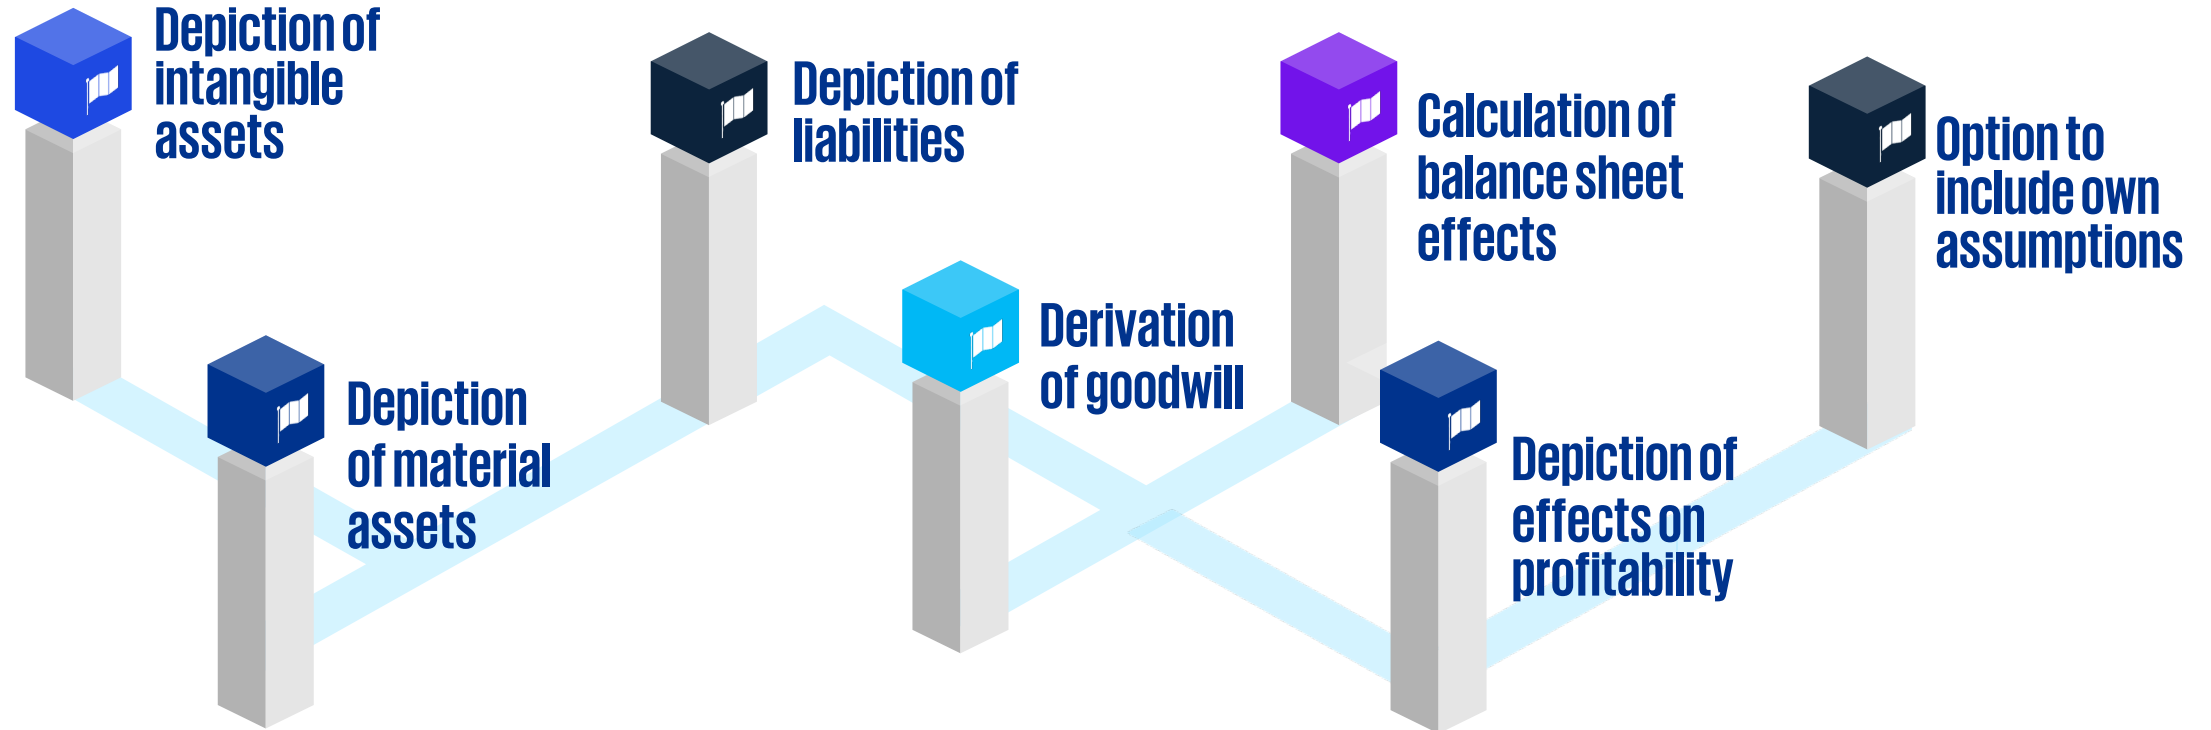 Depiction of
intangible
assets
Depiction
of material
assets
Depiction of
liabilities
Derivation
of goodwill
Calculation of
balance sheet
effects
Depiction of
effects on
profitability
Option to
include own
assumptions